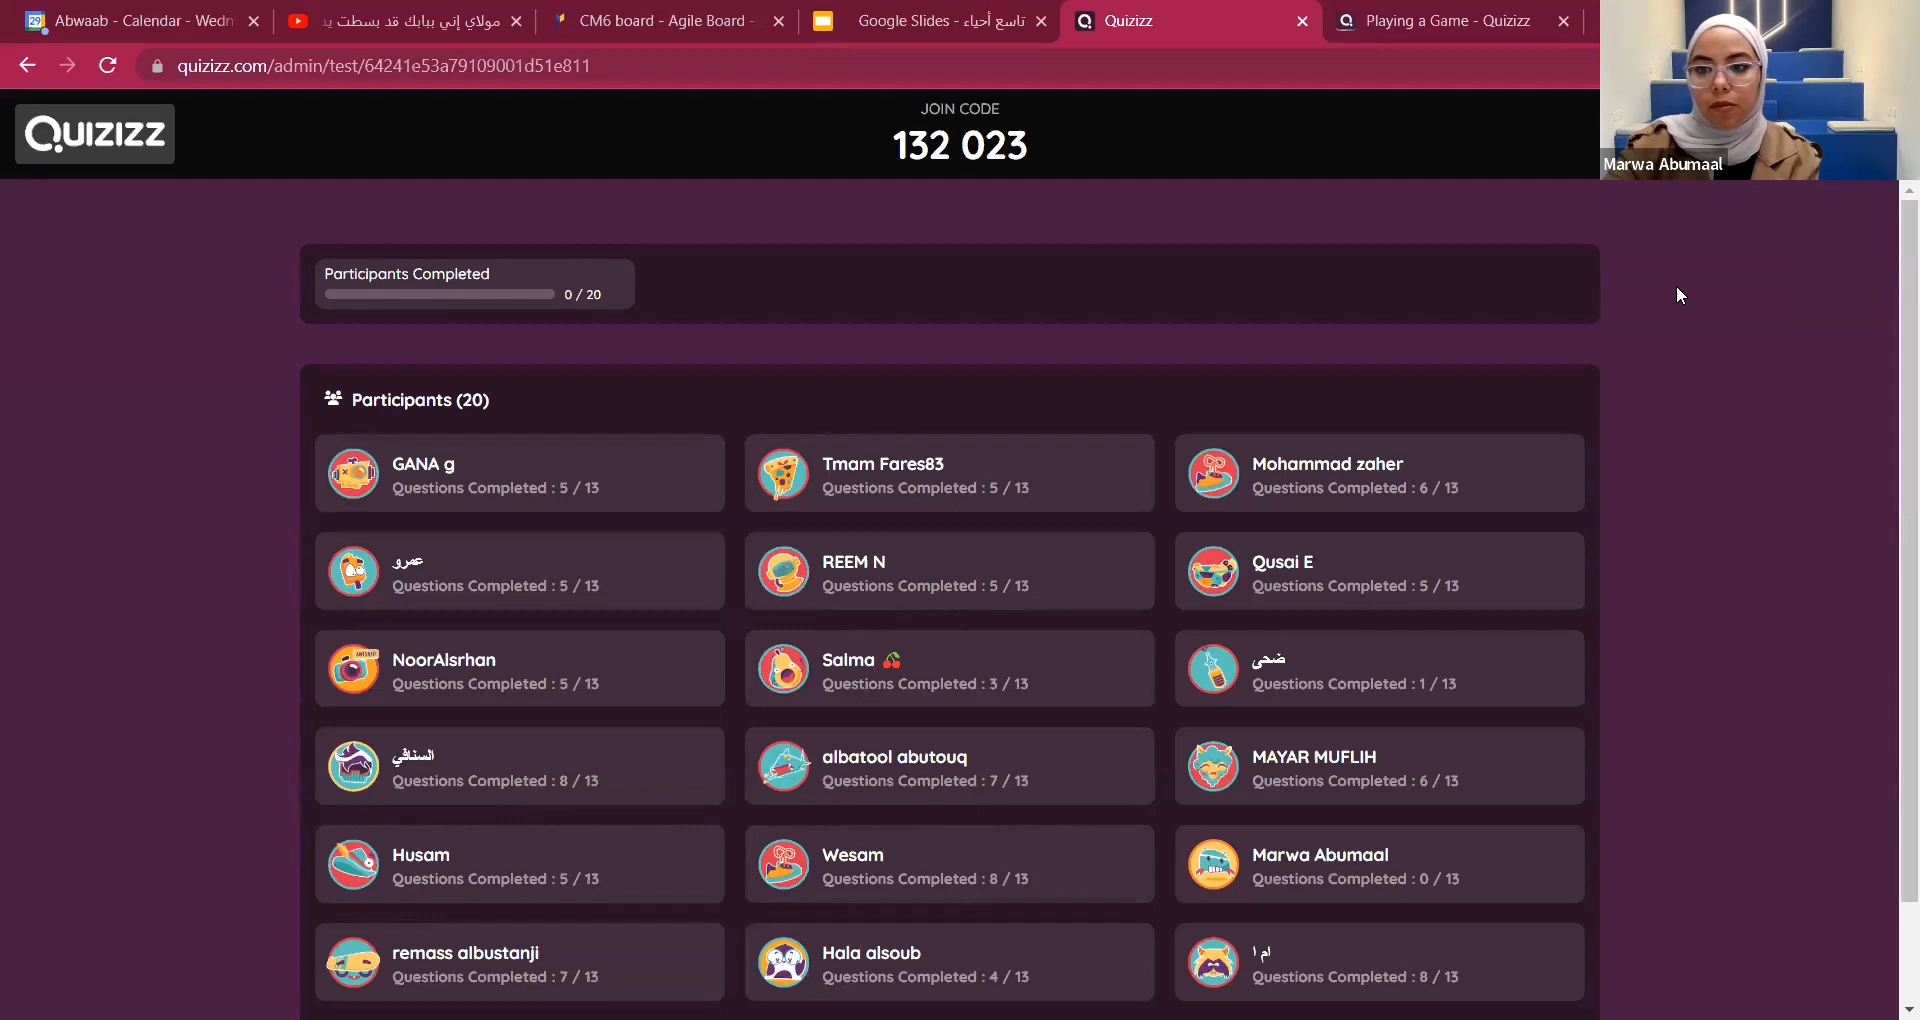 Abwaab - Calendar - Wedn
مولاي إني ببابك قد بسطت يد
CM6 board - Agile Board -
Google Slides - تاسع أحياء
Quizizz
Playing a Game - Quizizz
quizizz.com/admin/test/64241e53a79109001d51e811
QUIZIZZ
JOIN CODE
132 023
Marwa Abumaal
Participants Completed
0 / 20
Participants (20)
GANA g
Questions Completed : 5 / 13
Tmam Fares83
Questions Completed : 5 / 13
Mohammad zaher
Questions Completed : 6 / 13
عمرو
Questions Completed : 5 / 13
REEM N
Questions Completed : 5 / 13
Qusai E
Questions Completed : 5 / 13
NoorAlsrhan
Questions Completed : 5 / 13
Salma 🍒
Questions Completed : 3 / 13
ضحى
Questions Completed : 1 / 13
السنافي
Questions Completed : 8 / 13
albatool abutouq
Questions Completed : 7 / 13
MAYAR MUFLIH
Questions Completed : 6 / 13
Husam
Questions Completed : 5 / 13
Wesam
Questions Completed : 8 / 13
Marwa Abumaal
Questions Completed : 0 / 13
remass albustanji
Questions Completed : 7 / 13
Hala alsoub
Questions Completed : 4 / 13
ام ا
Questions Completed : 8 / 13